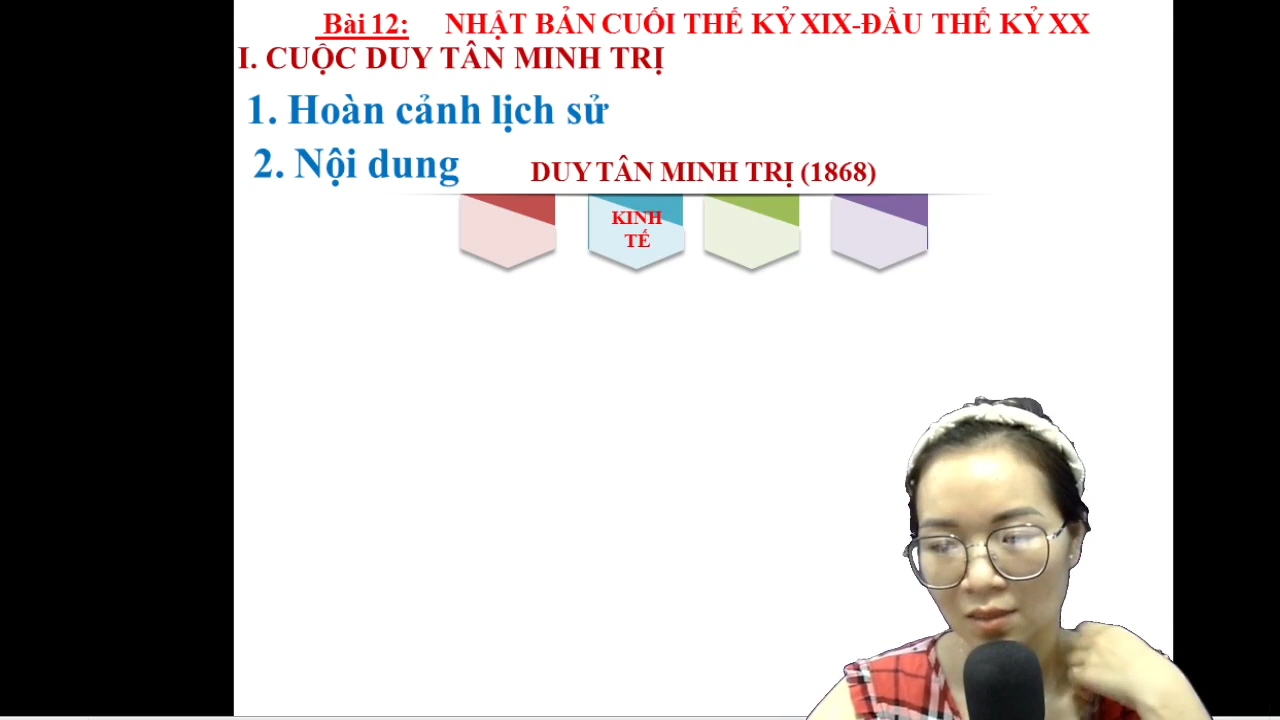 Bài 12: NHẬT BẢN CUỐI THẾ KỶ XIX-ĐẦU THẾ KỶ XX
I. CUỘC DUY TÂN MINH TRỊ
1. Hoàn cảnh lịch sử
2. Nội dung
DUY TÂN MINH TRỊ (1868)
KINH
TẾ